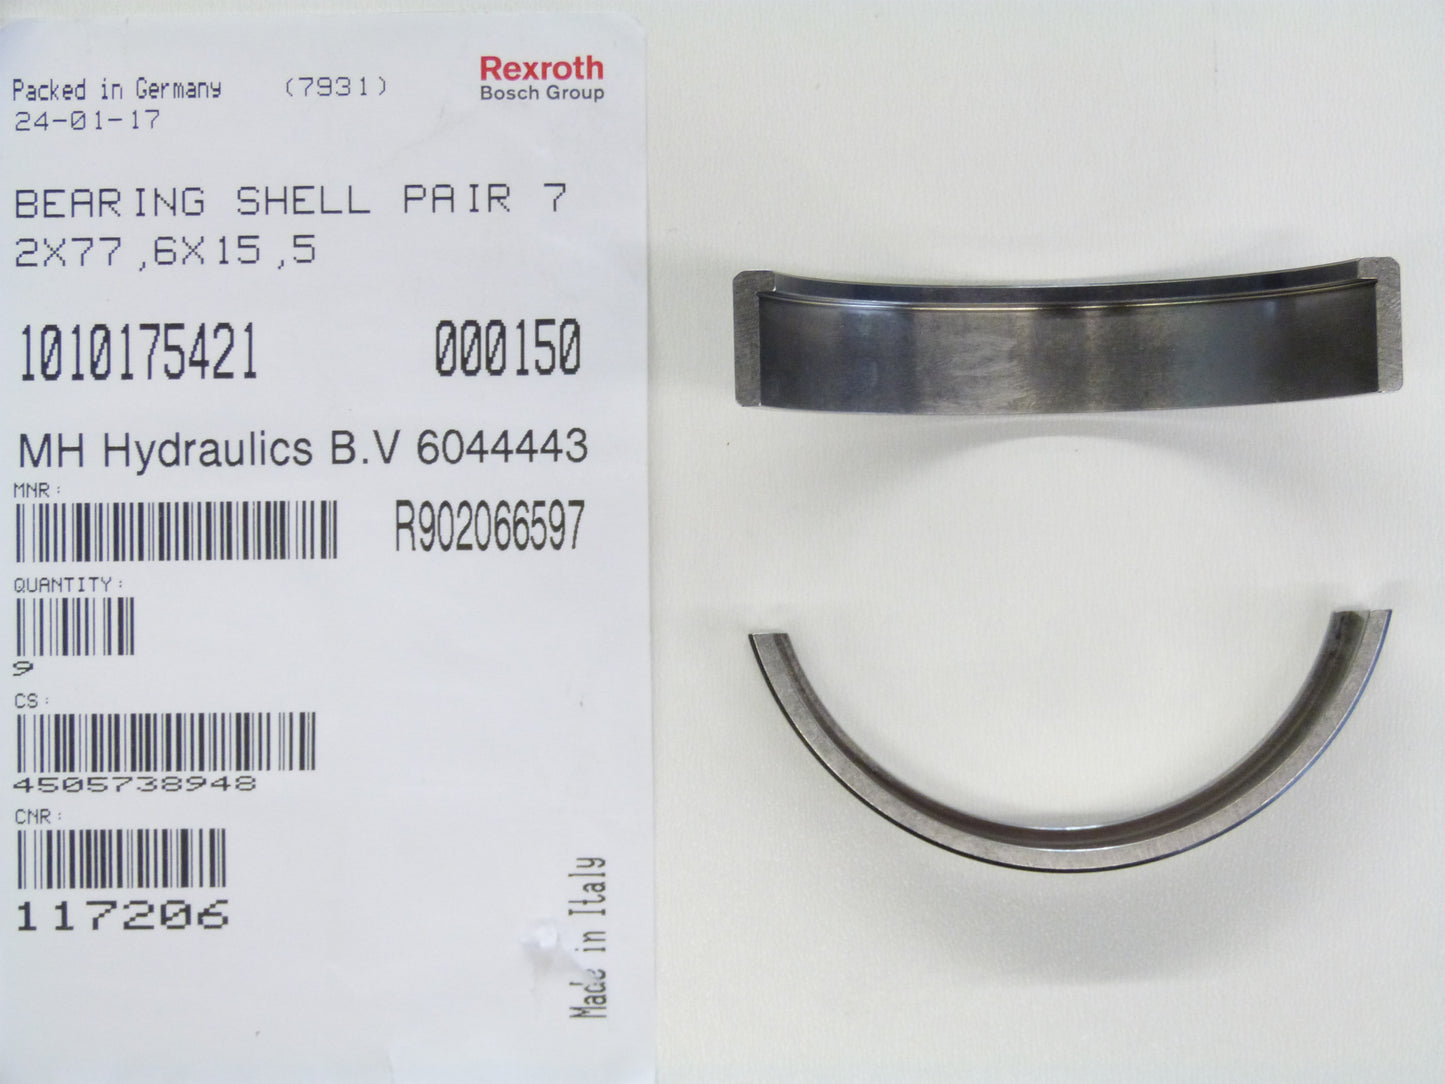 Packed in Germany (7931)
24-01-17
Rexroth
Bosch Group
BEARING SHELL PAIR 7
2X77,6X15,5
1010175421 000150
MH Hydraulics B.V 6044443
MNR:
R902066597
QUANTITY:
9
CS:
4505738948
CNR:
117206
Made in Italy